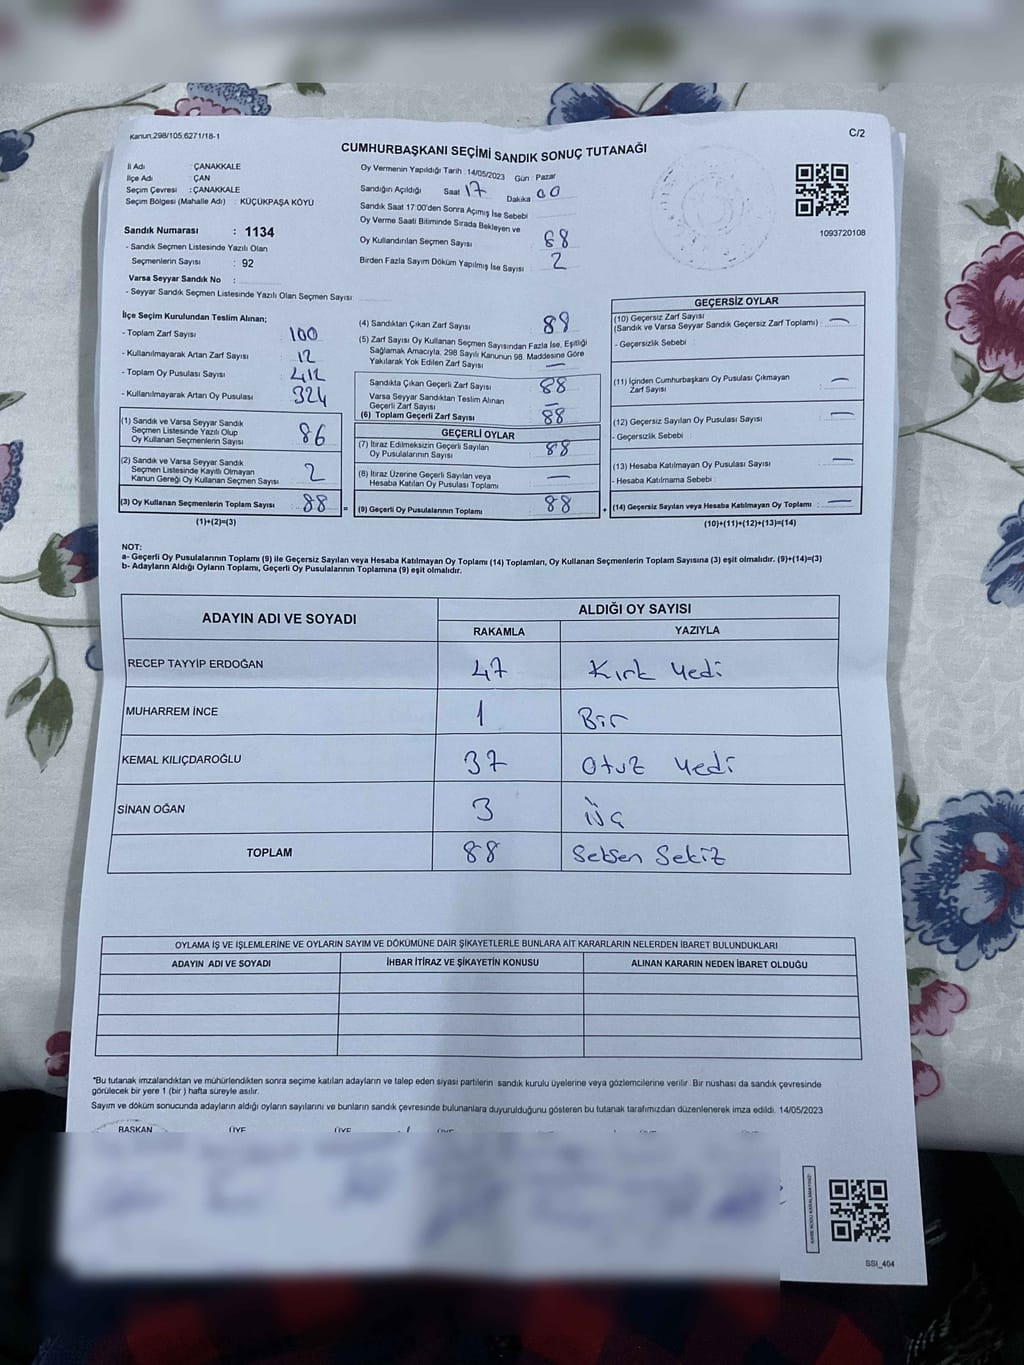 Kanun:298/105,6271/18-1
C/2
CUMHURBAŞKANI SEÇİMİ SANDIK SONUÇ TUTANAĞI
İl Adı : ÇANAKKALE
İlçe Adı : ÇAN
Seçim Çevresi : ÇANAKKALE
Seçim Bölgesi (Mahalle Adı) : KÜÇÜKPAŞA KÖYÜ
Sandık Numarası : 1134
- Sandık Seçmen Listesinde Yazılı Olan
Seçmenlerin Sayısı : 92
Varsa Seyyar Sandık No :
- Seyyar Sandık Seçmen Listesinde Yazılı Olan Seçmen Sayısı:
Oy Vermenin Yapıldığı Tarih : 14/05/2023 Gün : Pazar
Sandığın Açıldığı Saat 17 Dakika 00
Sandık Saat 17:00'den Sonra Açımış İse Sebebi
Oy Verme Saati Bitiminde Sırada Bekleyen ve
Oy Kullandırılan Seçmen Sayısı 68
Birden Fazla Sayım Döküm Yapılmış İse Sayısı 2
1093720108
İlçe Seçim Kurulundan Teslim Alınan;
- Toplam Zarf Sayısı 100
- Kullanılmayarak Artan Zarf Sayısı 12
- Toplam Oy Pusulası Sayısı 412
- Kullanılmayarak Artan Oy Pusulası 324
(1) Sandık ve Varsa Seyyar Sandık
Seçmen Listesinde Yazılı Olup
Oy Kullanan Seçmenlerin Sayısı 86
(2) Sandık ve Varsa Seyyar Sandık
Seçmen Listesinde Kayıtlı Olmayan
Kanun Gereği Oy Kullanan Seçmen Sayısı 2
(3) Oy Kullanan Seçmenlerin Toplam Sayısı 88 =
(1)+(2)=(3)
(4) Sandıktan Çıkan Zarf Sayısı 88
(5) Zarf Sayısı Oy Kullanan Seçmen Sayısından Fazla İse, Eşitliği
Sağlamak Amacıyla, 298 Sayılı Kanunun 98. Maddesine Göre
Yakılarak Yok Edilen Zarf Sayısı —
Sandıkta Çıkan Geçerli Zarf Sayısı 88
Varsa Seyyar Sandıktan Teslim Alınan
Geçerli Zarf Sayısı —
(6) Toplam Geçerli Zarf Sayısı 88
GEÇERLİ OYLAR
(7) İtiraz Edilmeksizin Geçerli Sayılan
Oy Pusulalarının Sayısı 88
(8) İtiraz Üzerine Geçerli Sayılan veya
Hesaba Katılan Oy Pusulası Toplamı —
(9) Geçerli Oy Pusulalarının Toplamı 88 +
GEÇERSİZ OYLAR
(10) Geçersiz Zarf Sayısı
(Sandık ve Varsa Seyyar Sandık Geçersiz Zarf Toplamı) : —
- Geçersizlik Sebebi :
(11) İçinden Cumhurbaşkanı Oy Pusulası Çıkmayan
Zarf Sayısı —
(12) Geçersiz Sayılan Oy Pusulası Sayısı —
- Geçersizlik Sebebi :
(13) Hesaba Katılmayan Oy Pusulası Sayısı —
- Hesaba Katılmama Sebebi :
(14) Geçersiz Sayılan veya Hesaba Katılmayan Oy Toplamı : —
(10)+(11)+(12)+(13)=(14)
NOT:
a- Geçerli Oy Pusulalarının Toplamı (9) ile Geçersiz Sayılan veya Hesaba Katılmayan Oy Toplamı (14) Toplamları, Oy Kullanan Seçmenlerin Toplam Sayısına (3) eşit olmalıdır. (9)+(14)=(3)
b- Adayların Aldığı Oyların Toplamı, Geçerli Oy Pusulalarının Toplamına (9) eşit olmalıdır.
ADAYIN ADI VE SOYADI ALDIĞI OY SAYISI
RAKAMLA YAZIYLA
RECEP TAYYİP ERDOĞAN 47 Kırk Yedi
MUHARREM İNCE 1 Bir
KEMAL KILIÇDAROĞLU 37 Otuz Yedi
SİNAN OĞAN 3 Üç
TOPLAM 88 Seksen Sekiz
OYLAMA İŞ VE İŞLEMLERİNE VE OYLARIN SAYIM VE DÖKÜMÜNE DAİR ŞİKAYETLERLE BUNLARA AİT KARARLARIN NELERDEN İBARET BULUNDUKLARI
ADAYIN ADI VE SOYADI İHBAR İTİRAZ VE ŞİKAYETİN KONUSU ALINAN KARARIN NEDEN İBARET OLDUĞU
*Bu tutanak imzalandıktan ve mühürlendikten sonra seçime katılan adayların ve talep eden siyasi partilerin sandık kurulu üyelerine veya gözlemcilerine verilir. Bir nushası da sandık çevresinde
görülecek bir yere 1 (bir ) hafta süreyle asılır.
Sayım ve döküm sonucunda adayların aldığı oyların sayılarını ve bunların sandık çevresinde bulunanlara duyurulduğunu gösteren bu tutanak tarafımızdan düzenlenerek imza edildi. 14/05/2023
BAŞKAN ÜYE ÜYE ÜYE
SSI_404